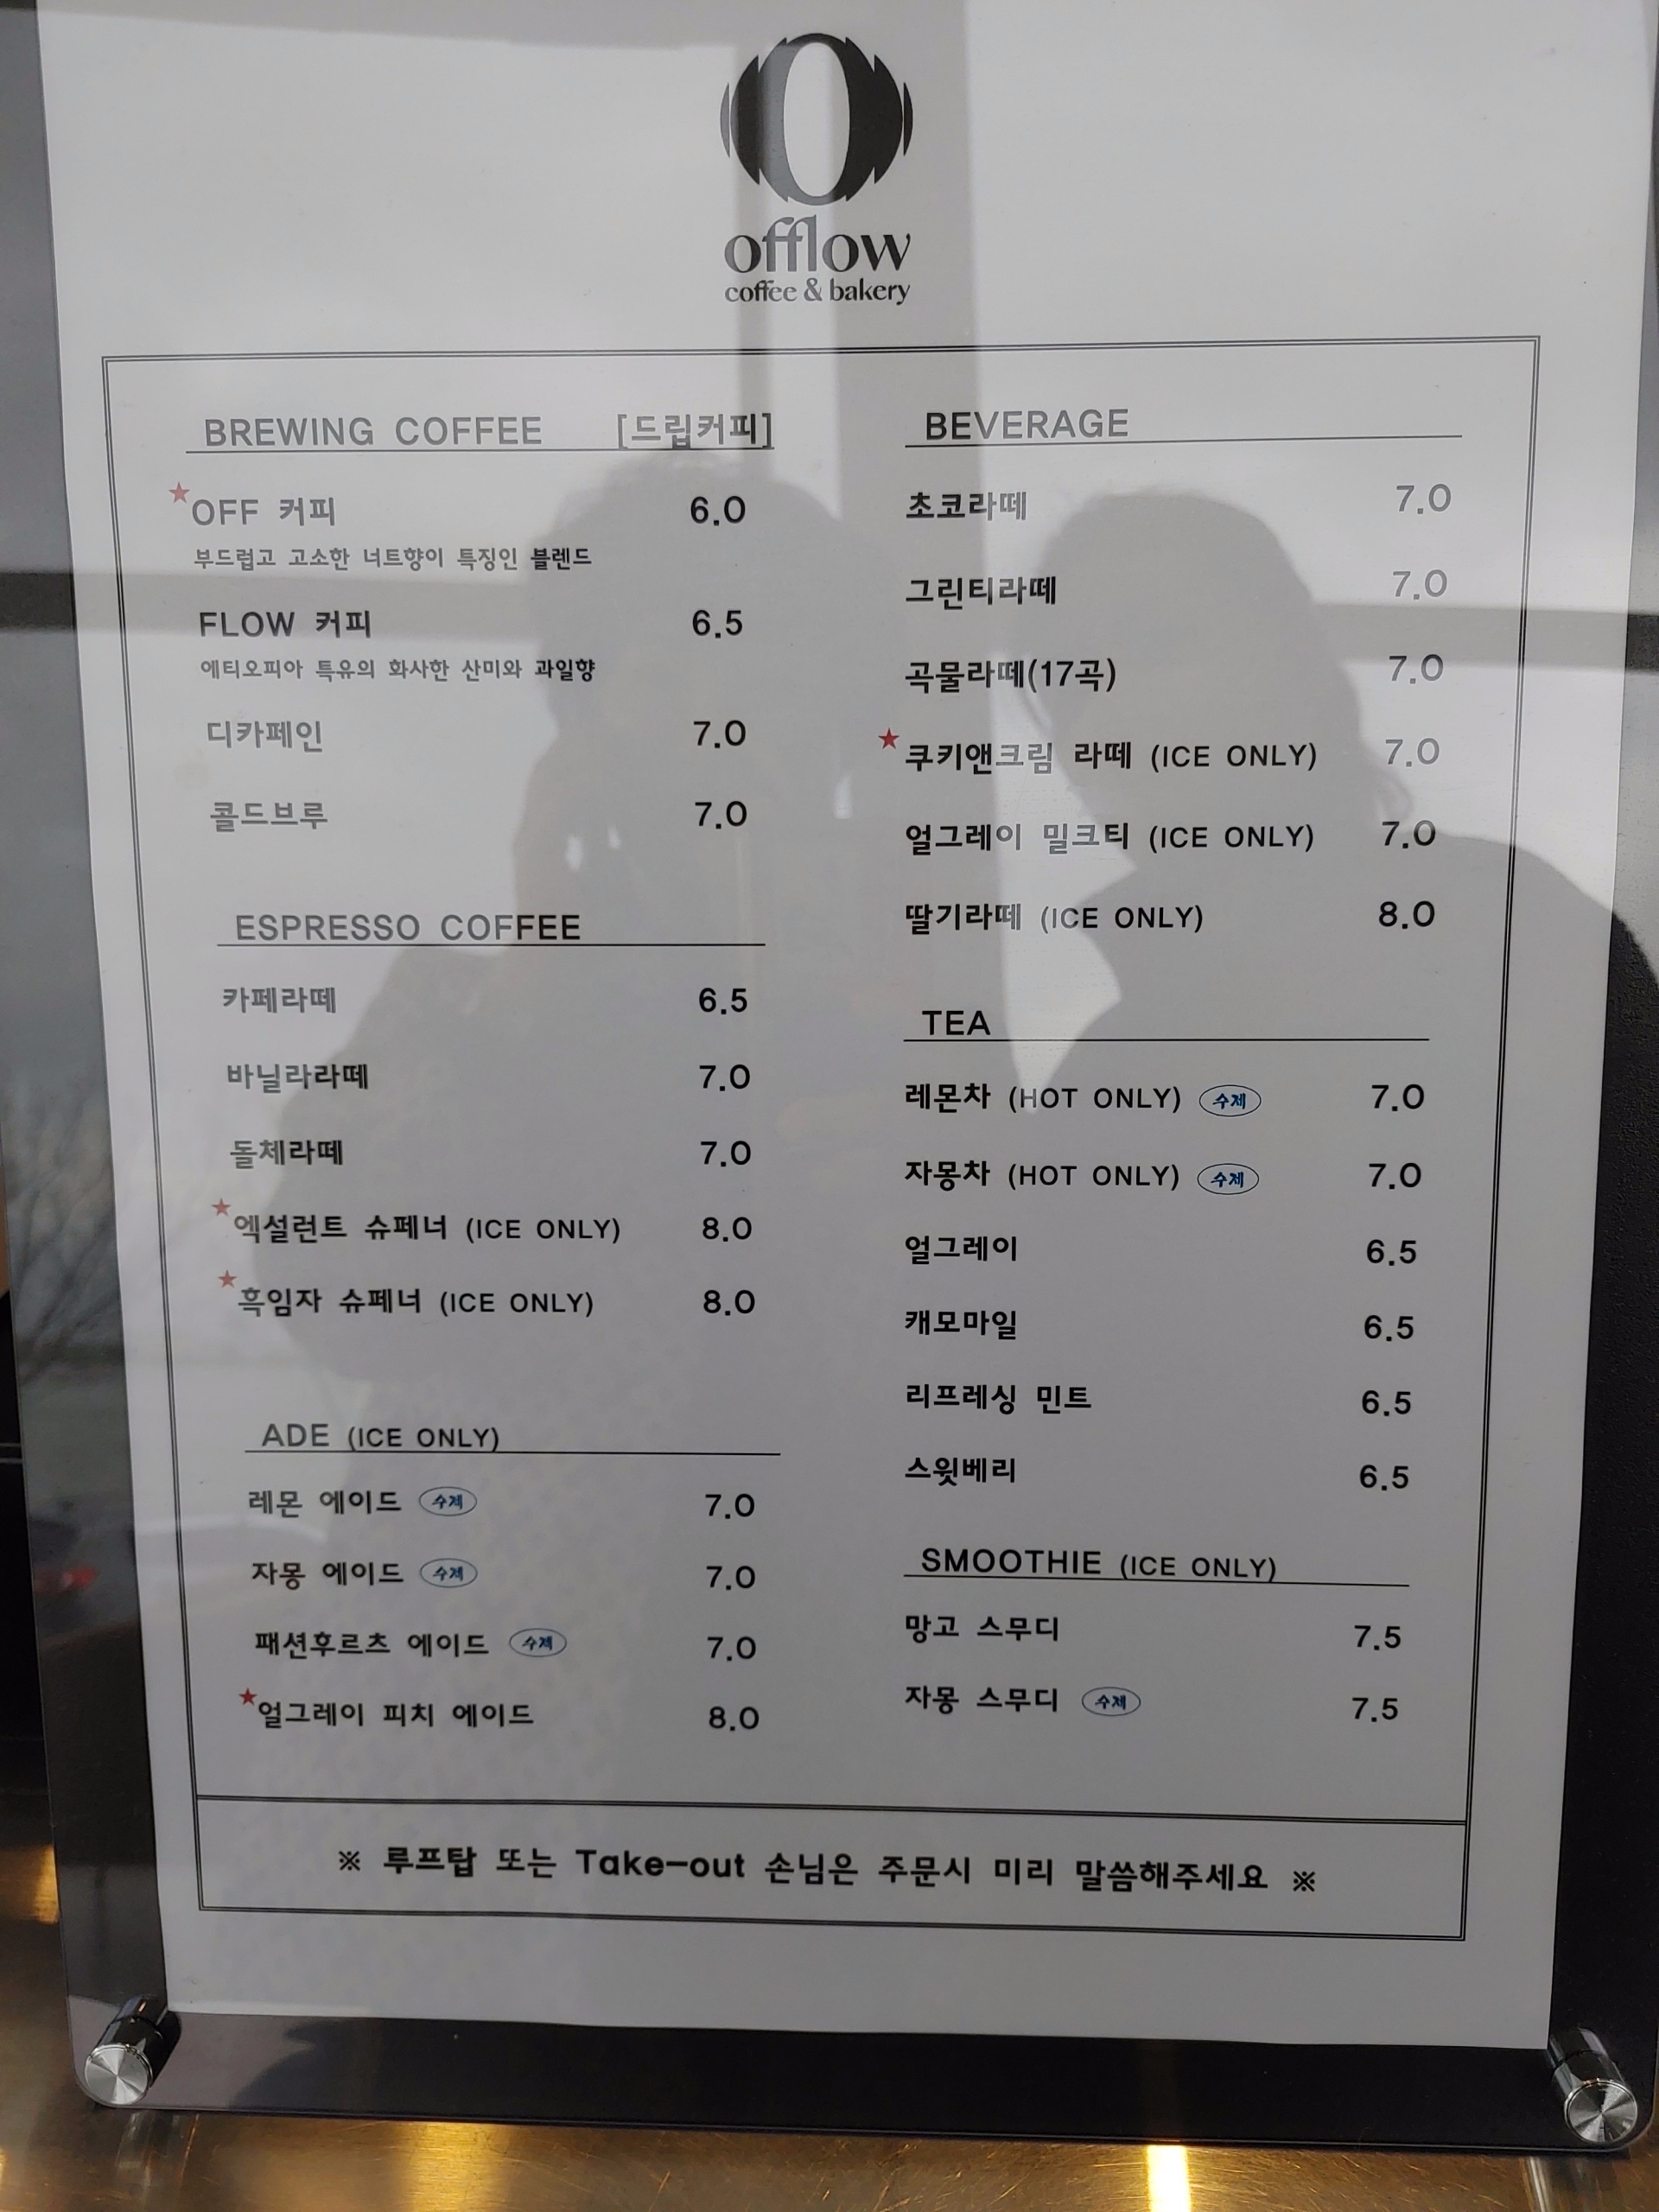 offlow
coffee & bakery
BREWING COFFEE [드립커피]
★OFF 커피 6.0
부드럽고 고소한 너트향이 특징인 블렌드
FLOW 커피 6.5
에티오피아 특유의 화사한 산미와 과일향
디카페인 7.0
콜드브루 7.0
ESPRESSO COFFEE
카페라떼 6.5
바닐라라떼 7.0
돌체라떼 7.0
★엑설런트 슈페너 (ICE ONLY) 8.0
★흑임자 슈페너 (ICE ONLY) 8.0
ADE (ICE ONLY)
레몬 에이드 수제 7.0
자몽 에이드 수제 7.0
패션후르츠 에이드 수제 7.0
★얼그레이 피치 에이드 8.0
BEVERAGE
초코라떼 7.0
그린티라떼 7.0
곡물라떼(17곡) 7.0
★쿠키앤크림 라떼 (ICE ONLY) 7.0
얼그레이 밀크티 (ICE ONLY) 7.0
딸기라떼 (ICE ONLY) 8.0
TEA
레몬차 (HOT ONLY) 수제 7.0
자몽차 (HOT ONLY) 수제 7.0
얼그레이 6.5
캐모마일 6.5
리프레싱 민트 6.5
스윗베리 6.5
SMOOTHIE (ICE ONLY)
망고 스무디 7.5
자몽 스무디 수제 7.5
※ 루프탑 또는 Take-out 손님은 주문시 미리 말씀해주세요 ※